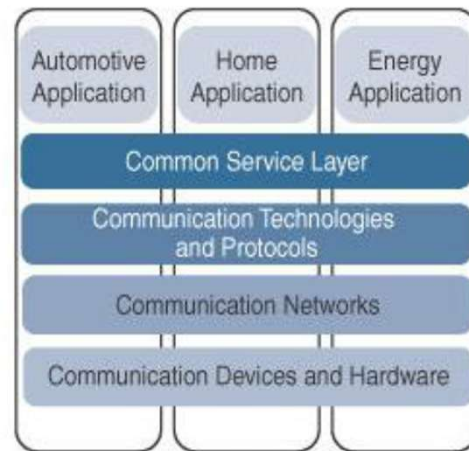 Automotive
Application
Home
Application
Energy
Application
Common Service Layer
Communication Technologies
and Protocols
Communication Networks
Communication Devices and Hardware